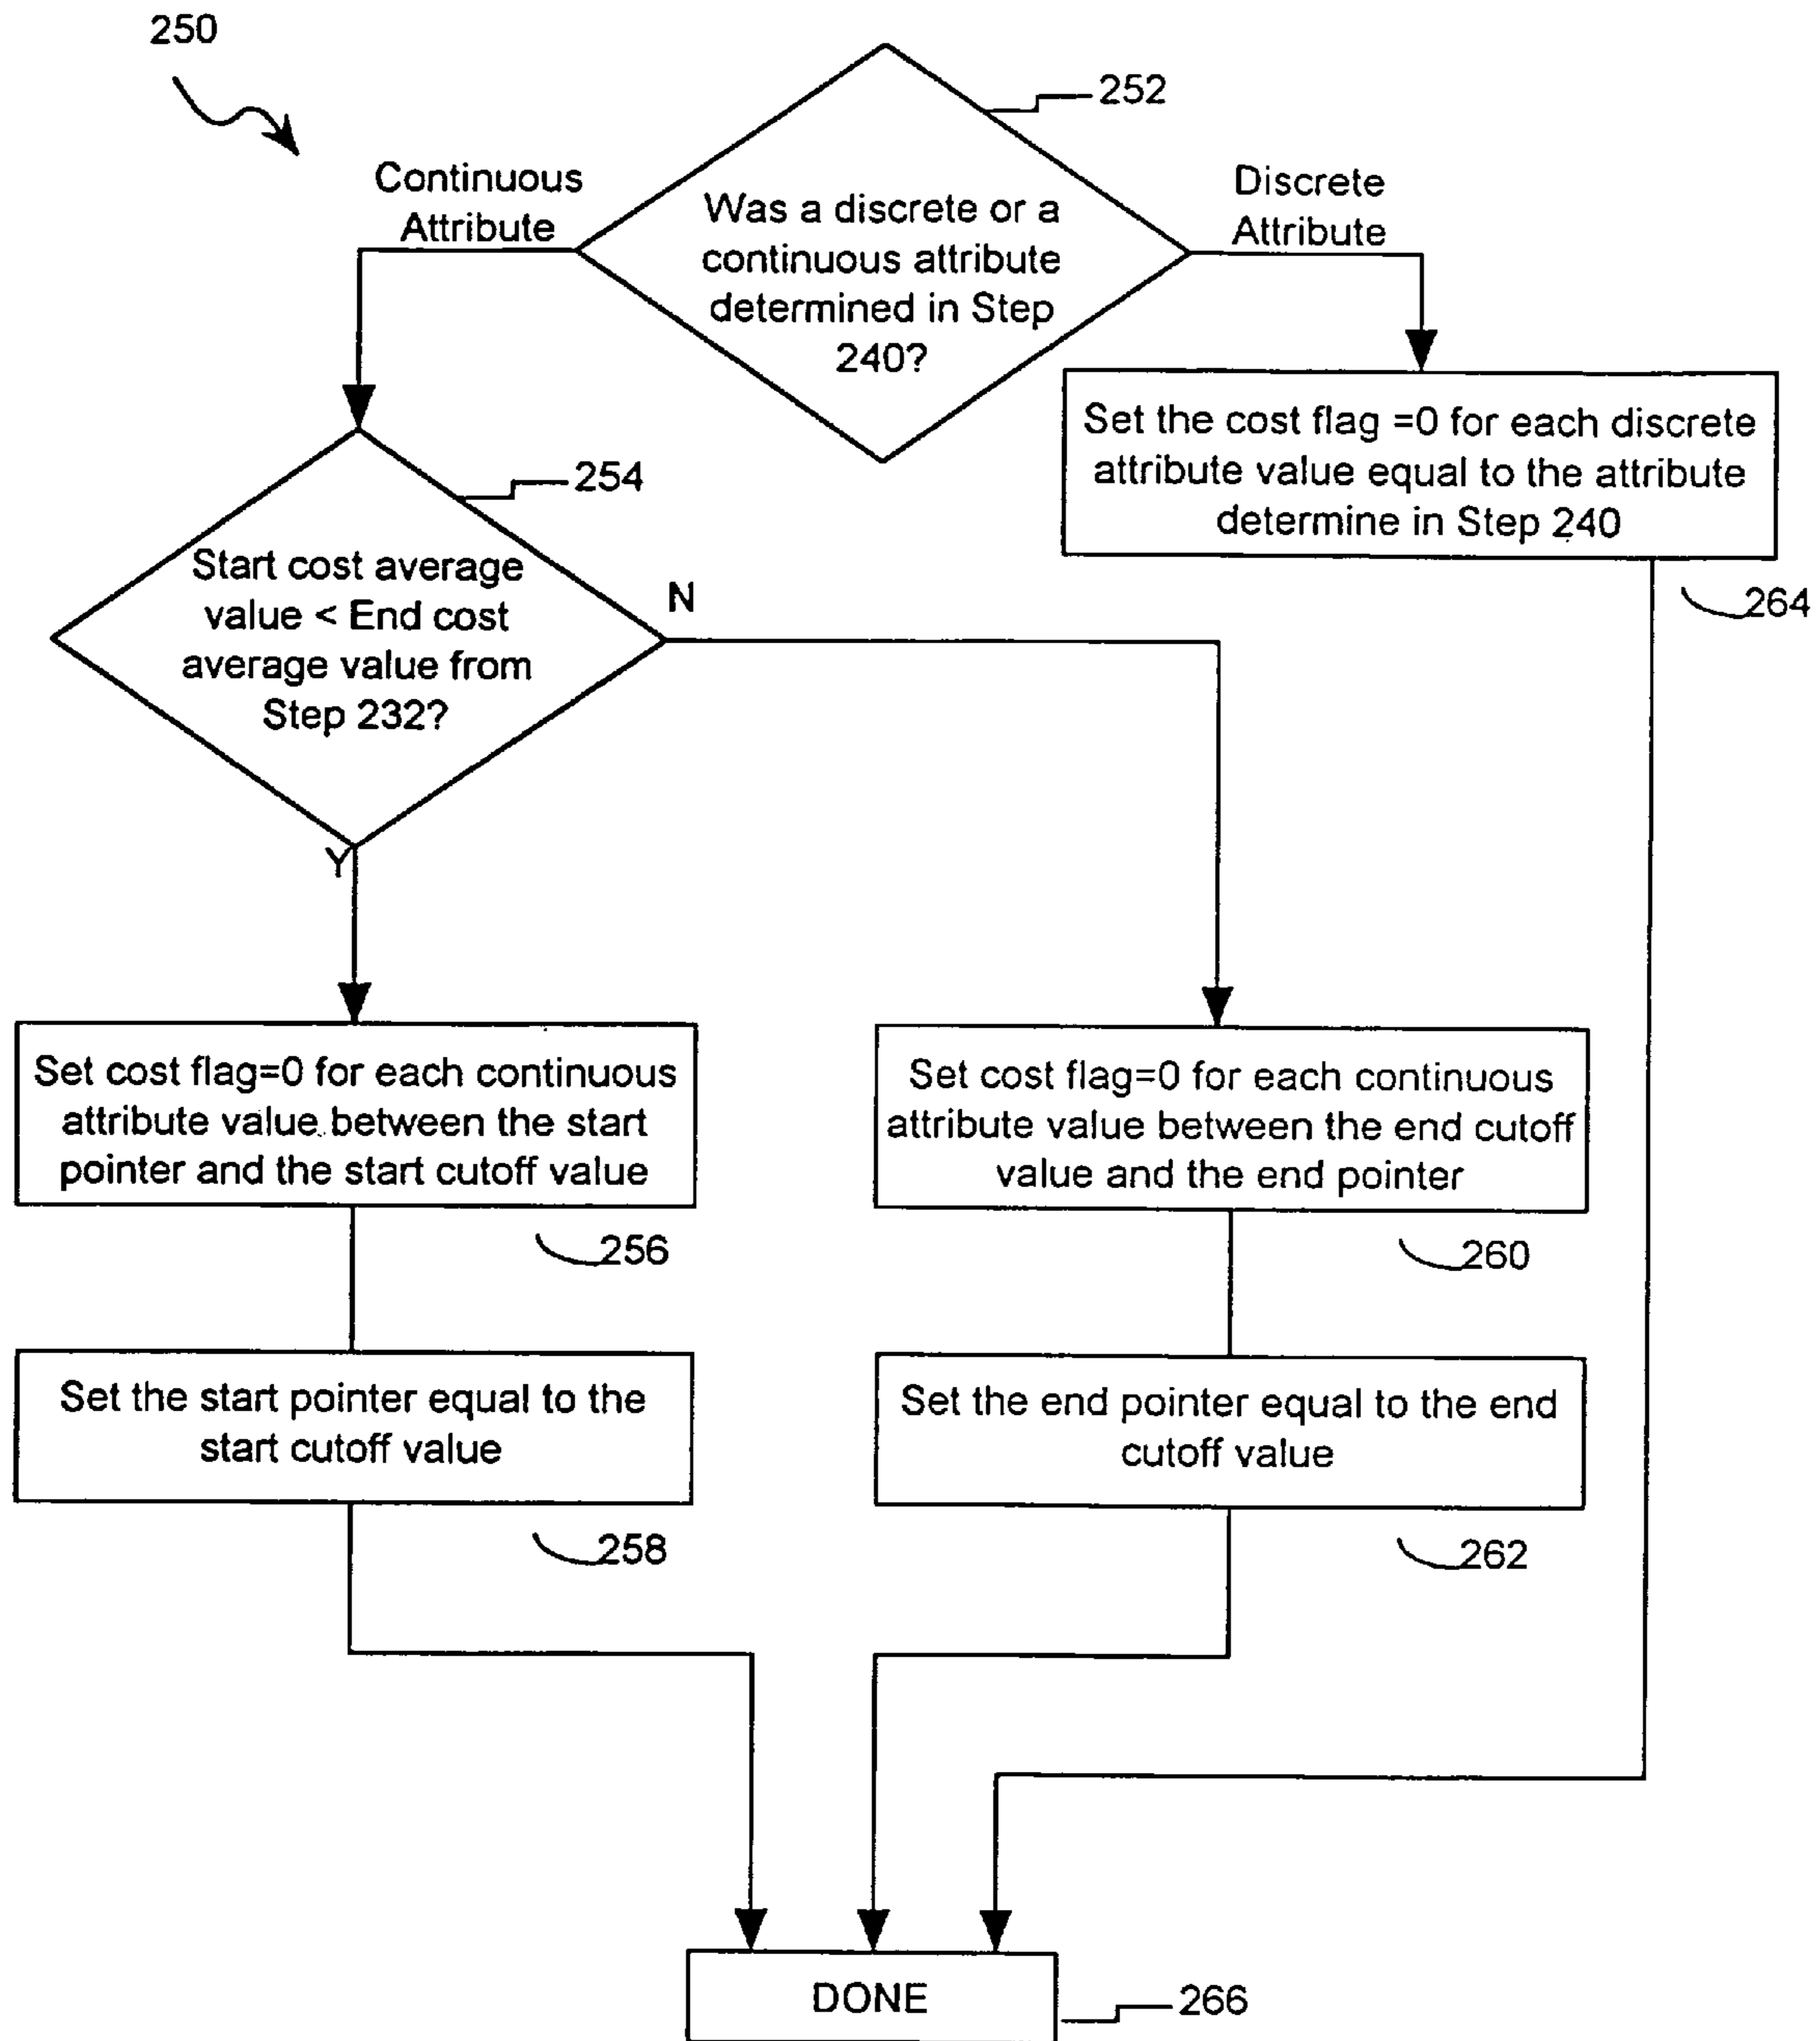 250
252
Continuous
Attribute
Discrete
Attribute
Was a discrete or a
continuous attribute
determined in Step
240?
Set the cost flag =0 for each discrete
attribute value equal to the attribute
determine in Step 240
264
254
Start cost average
value < End cost
average value from
Step 232?
N
Y
Set cost flag=0 for each continuous
attribute value between the start
pointer and the start cutoff value
256
Set cost flag=0 for each continuous
attribute value between the end cutoff
value and the end pointer
260
Set the start pointer equal to the
start cutoff value
258
Set the end pointer equal to the end
cutoff value
262
DONE
266